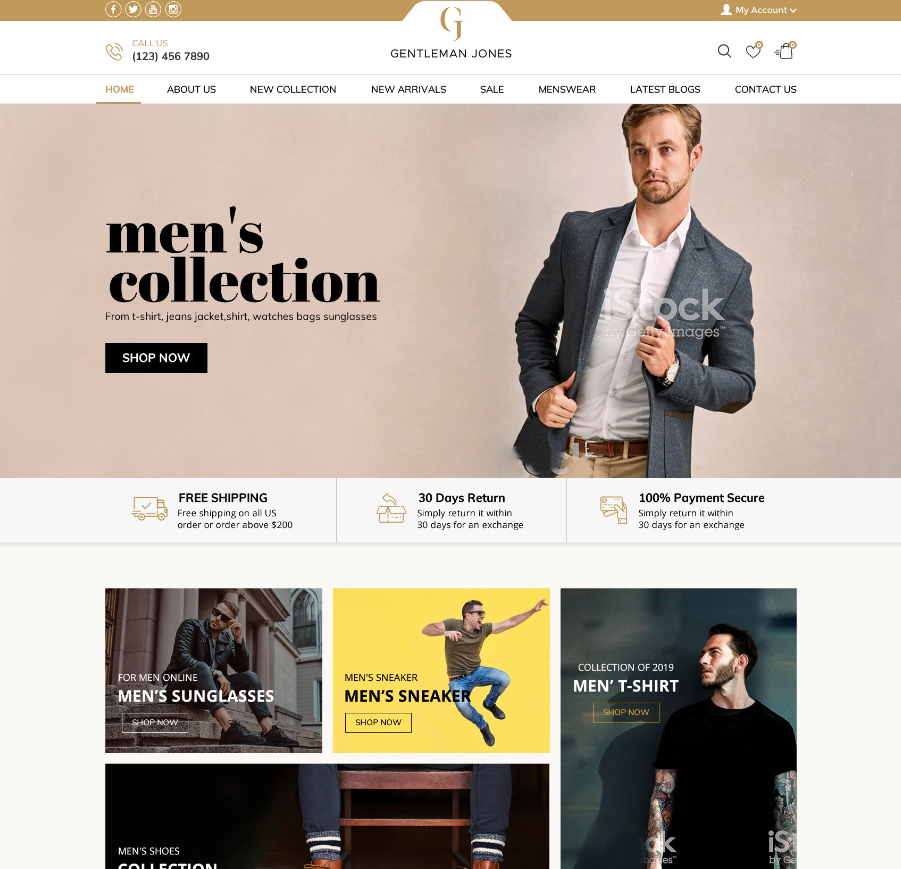 My Account
G
CALL US
(123) 456 7890
GENTLEMAN JONES
0
0
HOME
ABOUT US
NEW COLLECTION
NEW ARRIVALS
SALE
MENSWEAR
LATEST BLOGS
CONTACT US
men's
collection
From t-shirt, jeans jacket,shirt, watches bags sunglasses
SHOP NOW
iStock
by Getty Images™
FREE SHIPPING
Free shipping on all US
order or order above $200
30 Days Return
Simply return it within
30 days for an exchange
100% Payment Secure
Simply return it within
30 days for an exchange
FOR MEN ONLINE
MEN'S SUNGLASSES
SHOP NOW
MEN'S SNEAKER
MEN'S SNEAKER
SHOP NOW
COLLECTION OF 2019
MEN' T-SHIRT
SHOP NOW
MEN'S SHOES
COLLECTION